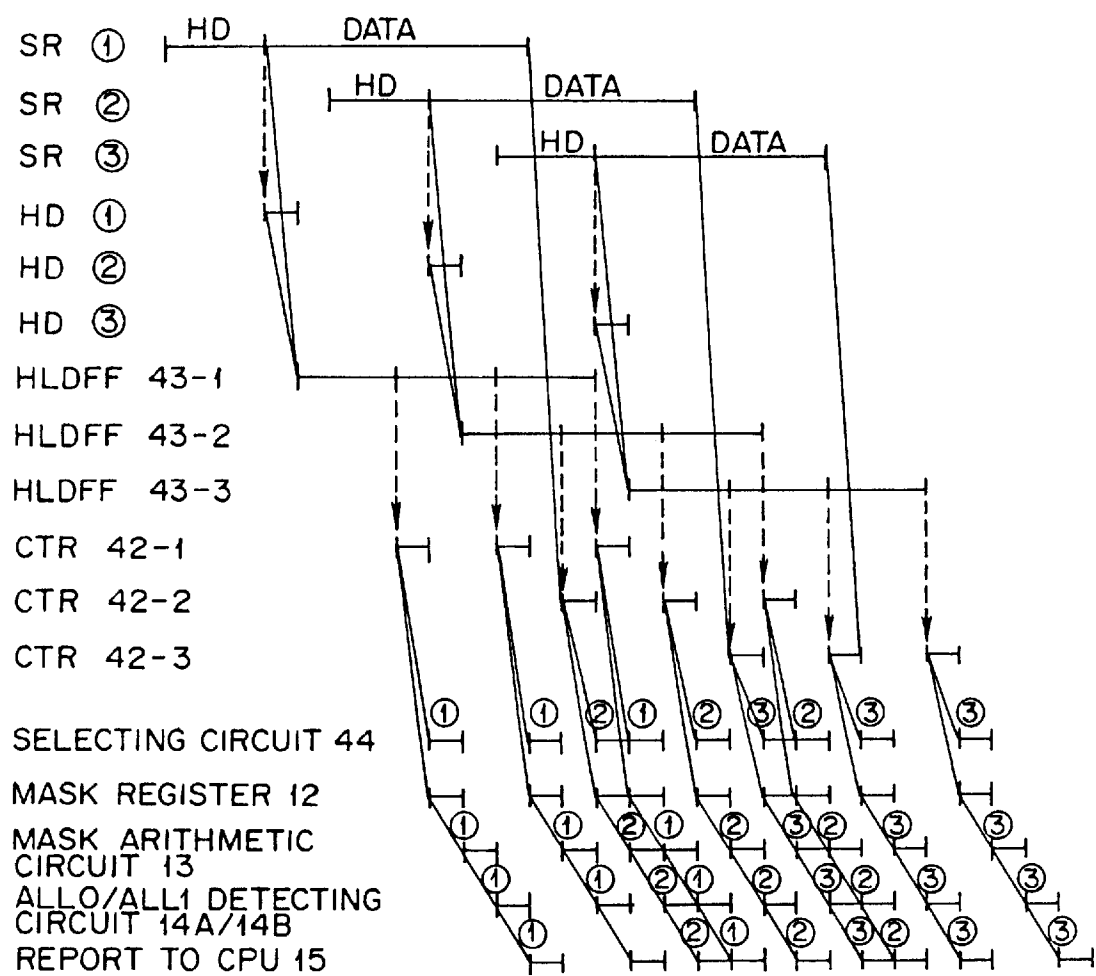 SR ① HD DATA
SR ② HD DATA
SR ③ HD DATA
HD ①
HD ②
HD ③
HLDFF 43-1
HLDFF 43-2
HLDFF 43-3
CTR 42-1
CTR 42-2
CTR 42-3
① ① ② ① ② ③ ② ③ ③
SELECTING CIRCUIT 44
MASK REGISTER 12
MASK ARITHMETIC
CIRCUIT 13
① ① ② ① ② ③ ② ③ ③
ALL0/ALL1 DETECTING
CIRCUIT 14A/14B
① ① ② ① ② ③ ② ③ ③
REPORT TO CPU 15
① ② ① ② ③ ② ③ ③